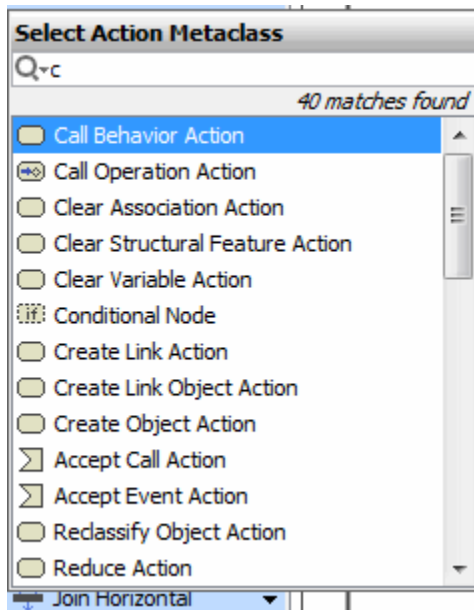 Select Action Metaclass
c
40 matches found
Call Behavior Action
Call Operation Action
Clear Association Action
Clear Structural Feature Action
Clear Variable Action
if Conditional Node
Create Link Action
Create Link Object Action
Create Object Action
Accept Call Action
Accept Event Action
Reclassify Object Action
Reduce Action
Join Horizontal